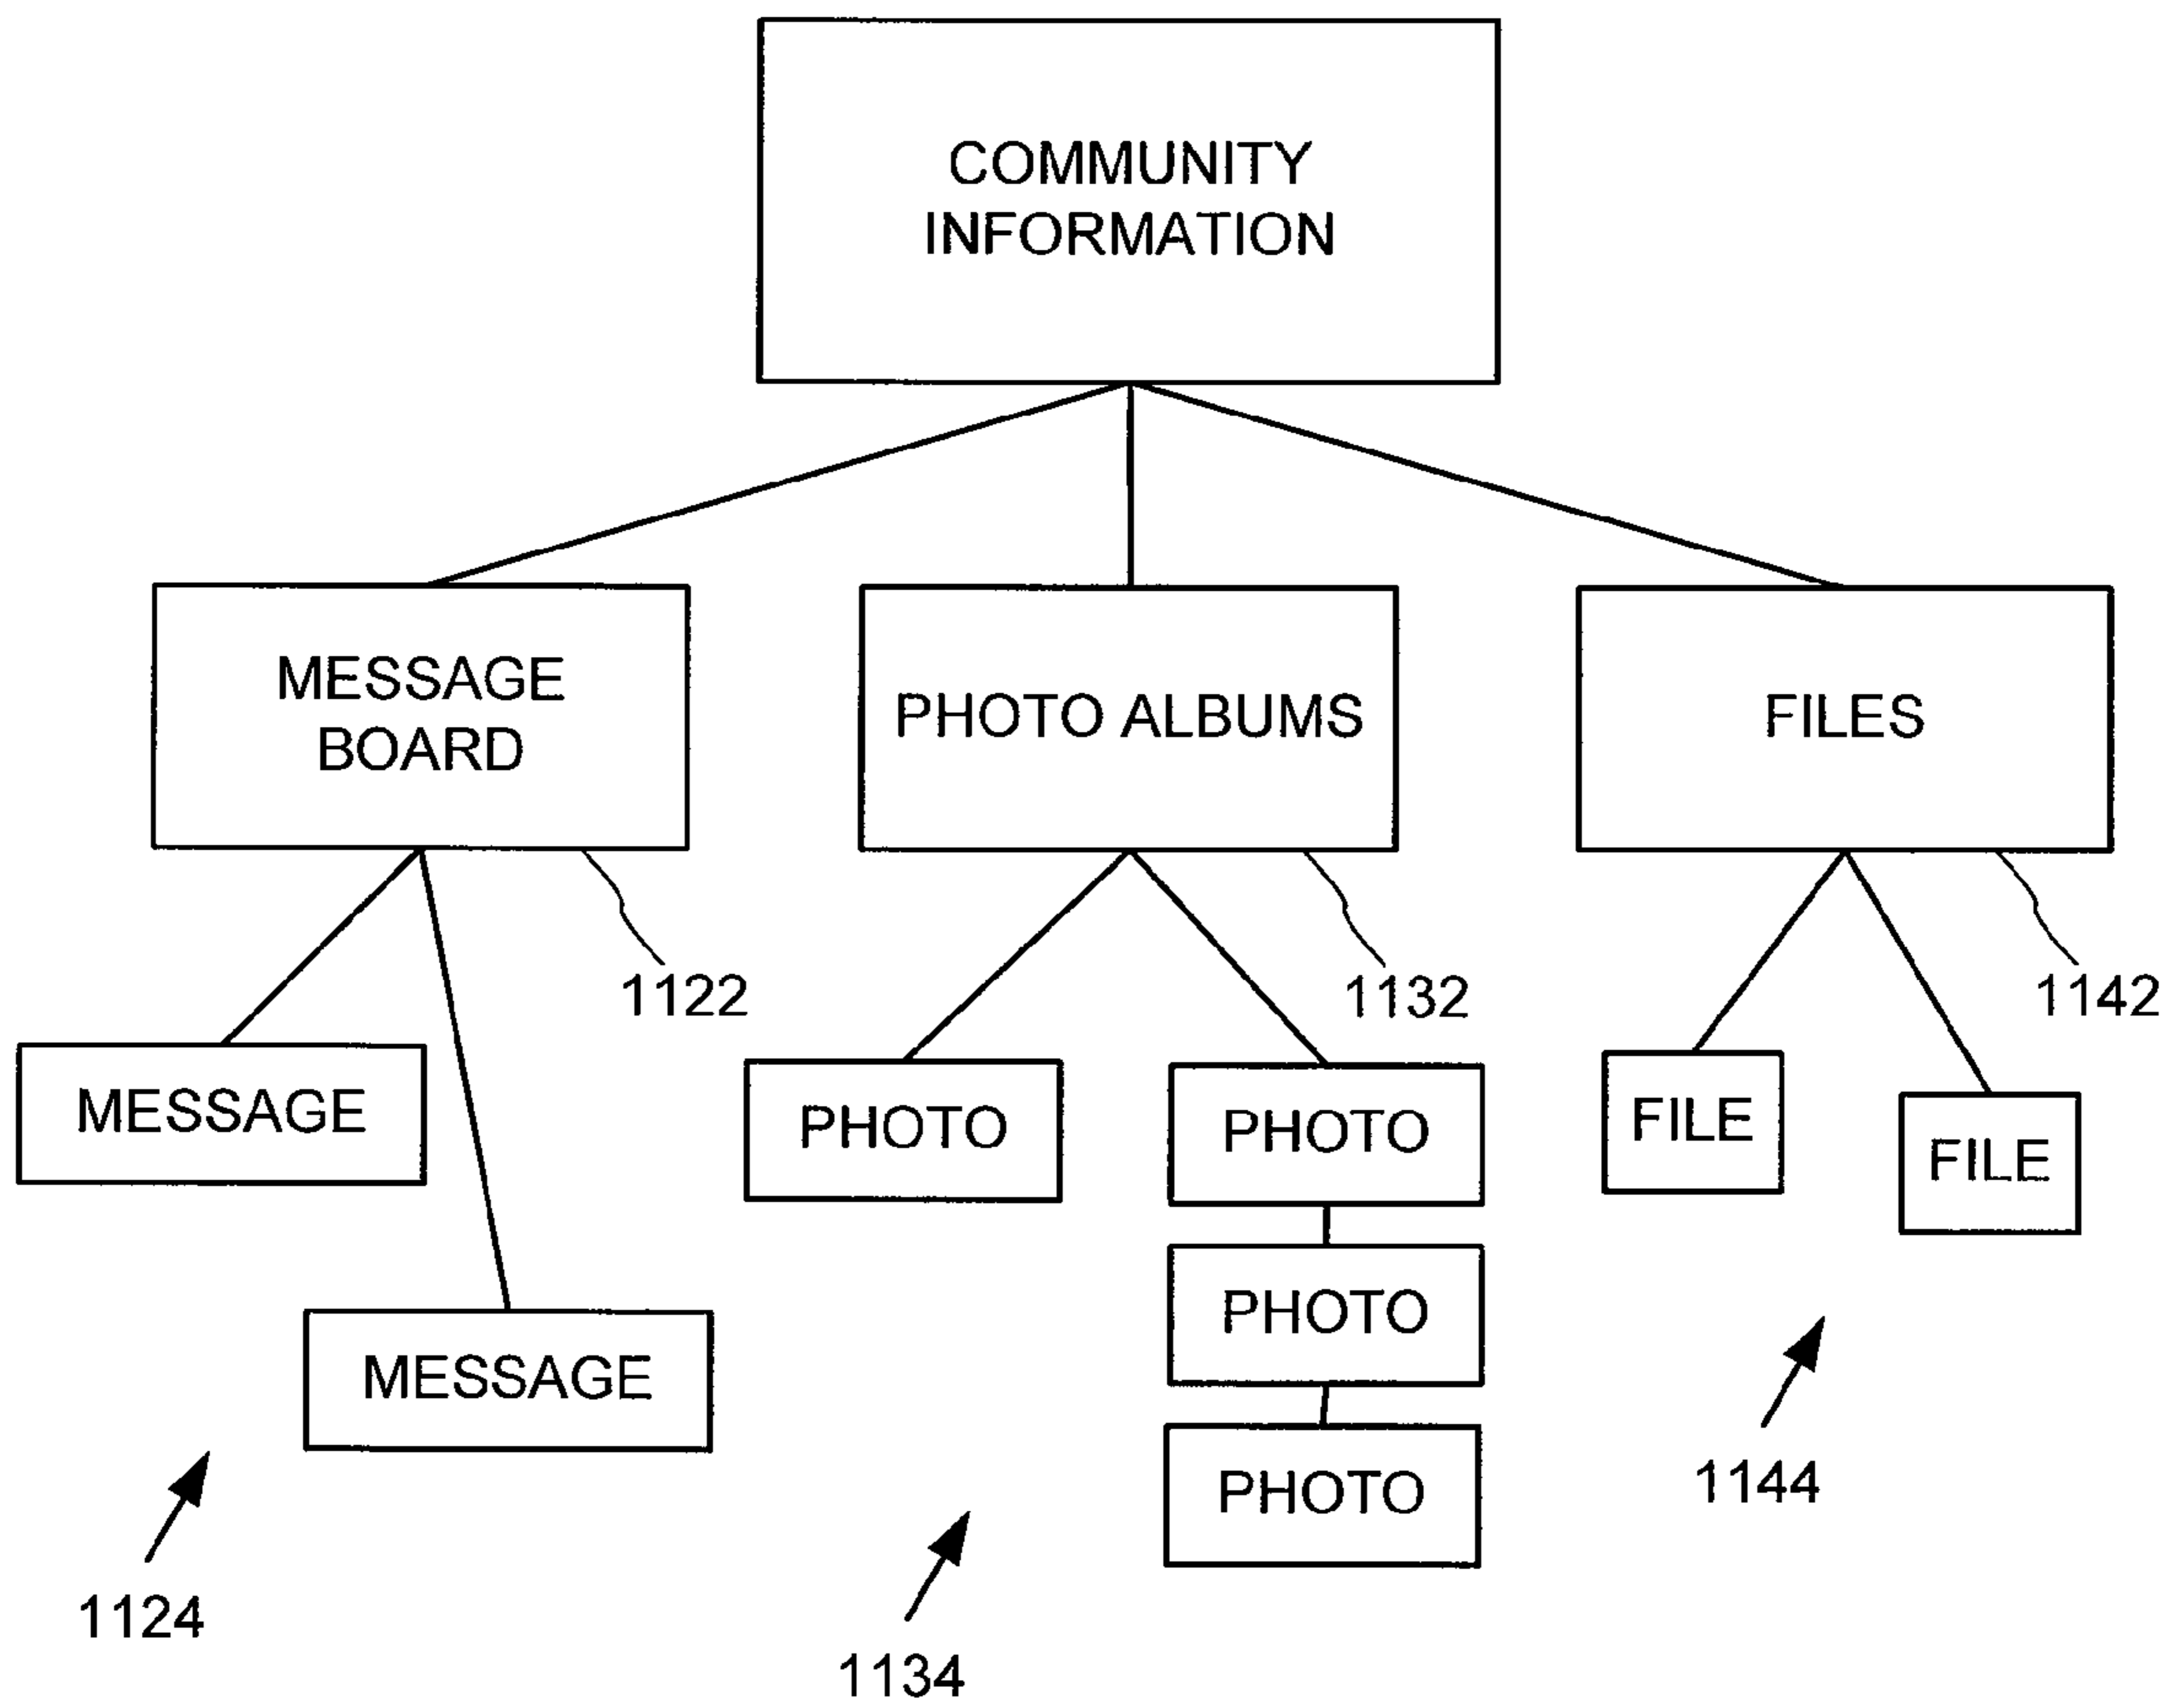 COMMUNITY
INFORMATION
MESSAGE
BOARD
PHOTO ALBUMS
FILES
1122
1132
1142
MESSAGE
PHOTO
PHOTO
FILE
FILE
PHOTO
MESSAGE
PHOTO
1144
1124
1134